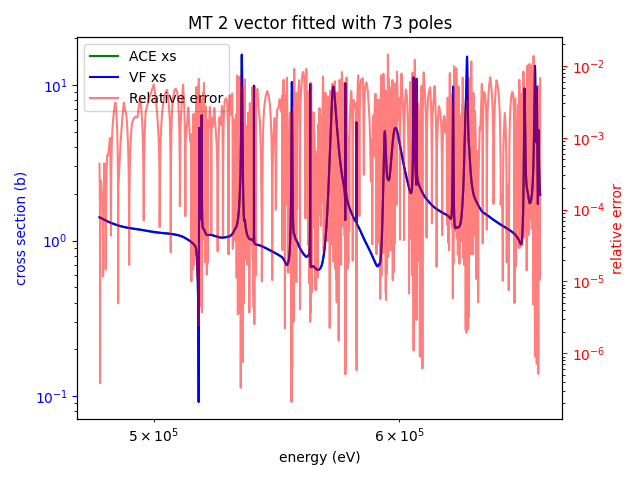 MT 2 vector fitted with 73 poles
ACE xs
VF xs
Relative error
cross section (b)
10¹
10⁰
10⁻¹
10⁻²
10⁻³
10⁻⁴
10⁻⁵
10⁻⁶
relative error
5 × 10⁵
6 × 10⁵
energy (eV)